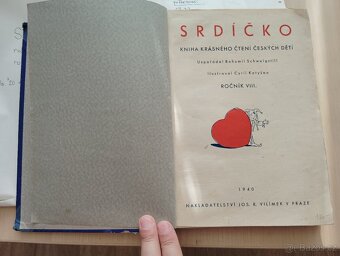 SRDÍČKO
KNIHA KRÁSNÉHO ČTENÍ ČESKÝCH DĚTÍ
Uspořádal Bohumil Schweigstill
Ilustroval Cyril Kotyšan
ROČNÍK VIII.
1940
NAKLADATELSTVÍ JOS. R. VILÍMEK V PRAZE